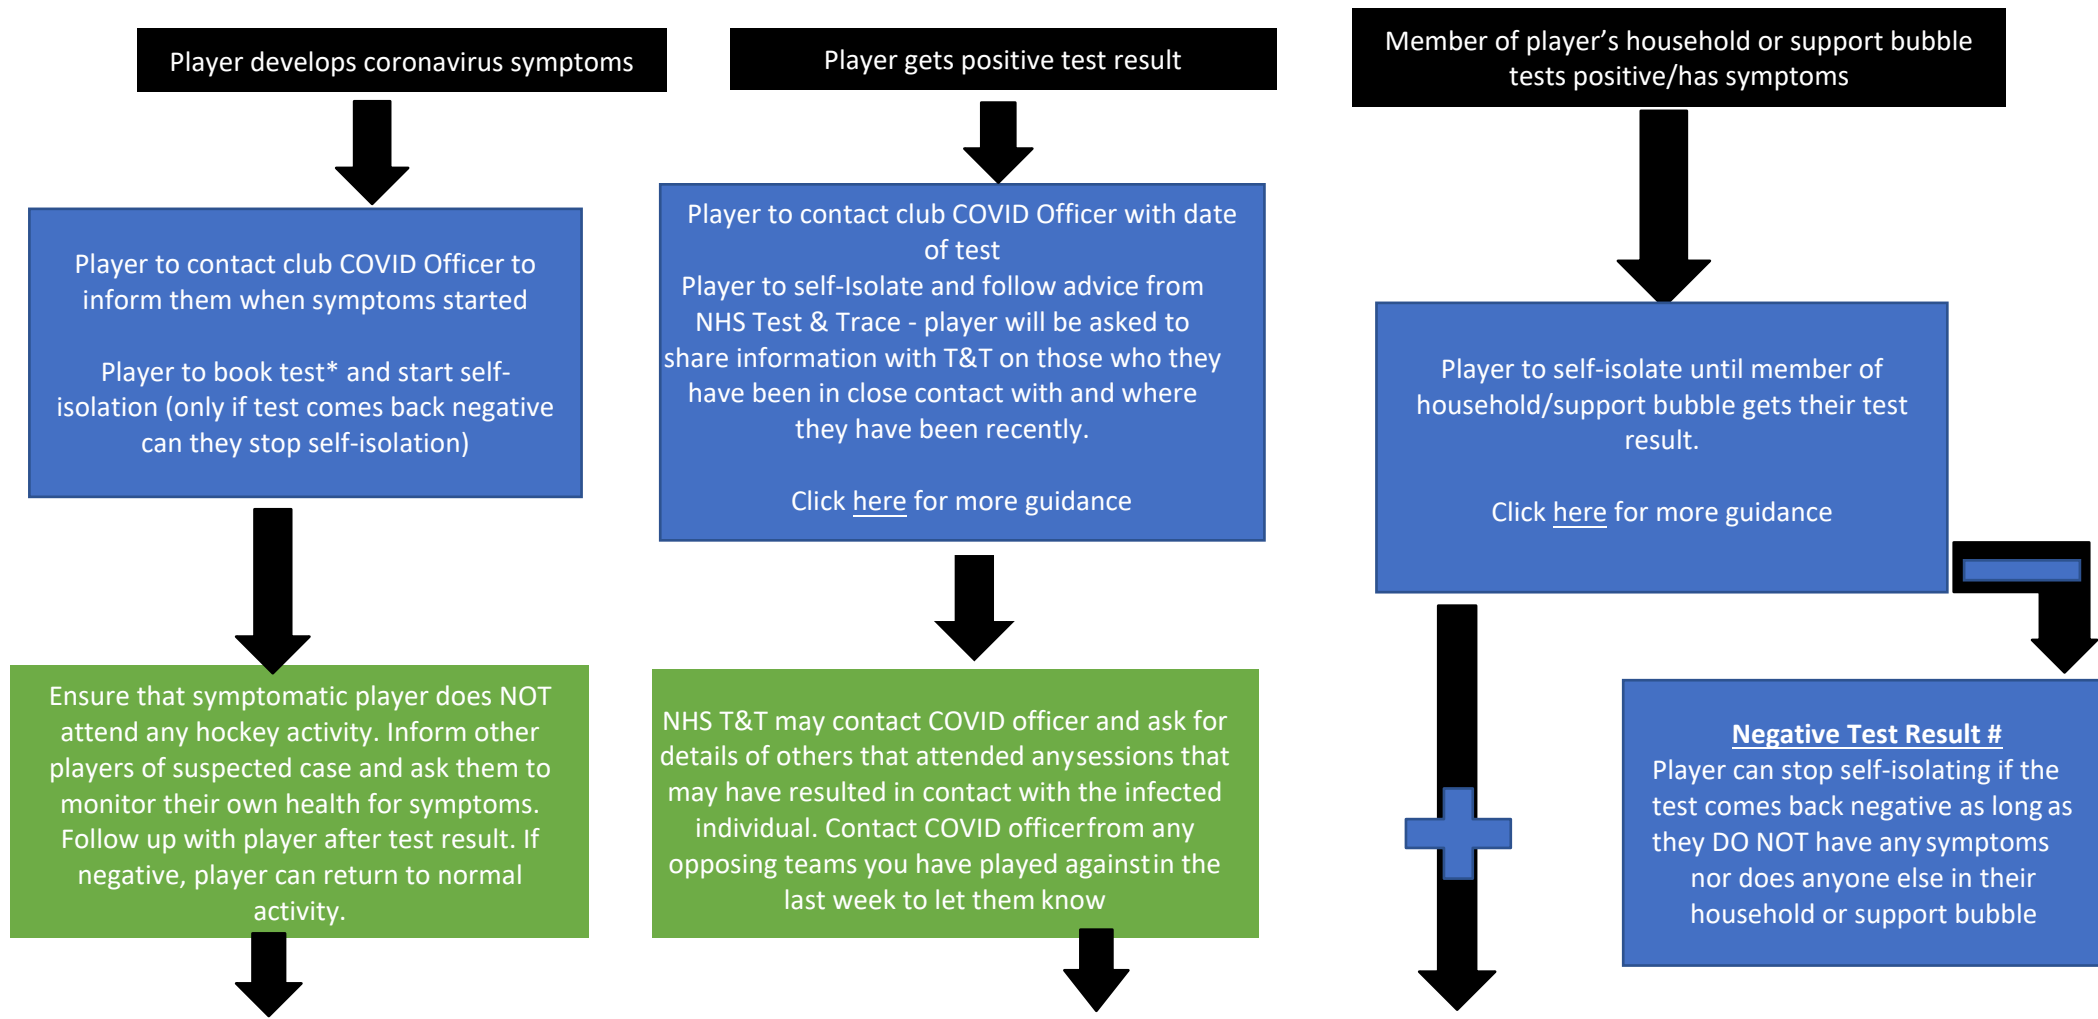 Player develops coronavirus symptoms
Player to contact club COVID Officer to
inform them when symptoms started
Player to book test* and start self-
isolation (only if test comes back negative
can they stop self-isolation)
Ensure that symptomatic player does NOT
attend any hockey activity. Inform other
players of suspected case and ask them to
monitor their own health for symptoms.
Follow up with player after test result. If
negative, player can return to normal
activity.
Player gets positive test result
Player to contact club COVID Officer with date
of test
Player to self-Isolate and follow advice from
NHS Test & Trace - player will be asked to
share information with T&T on those who they
have been in close contact with and where
they have been recently.
Click here for more guidance
NHS T&T may contact COVID officer and ask for
details of others that attended anysessions that
may have resulted in contact with the infected
individual. Contact COVID officerfrom any
opposing teams you have played againstin the
last week to let them know
Member of player’s household or support bubble
tests positive/has symptoms
Player to self-isolate until member of
household/support bubble gets their test
result.
Click here for more guidance
Negative Test Result #
Player can stop self-isolating if the
test comes back negative as long as
they DO NOT have any symptoms
nor does anyone else in their
household or support bubble